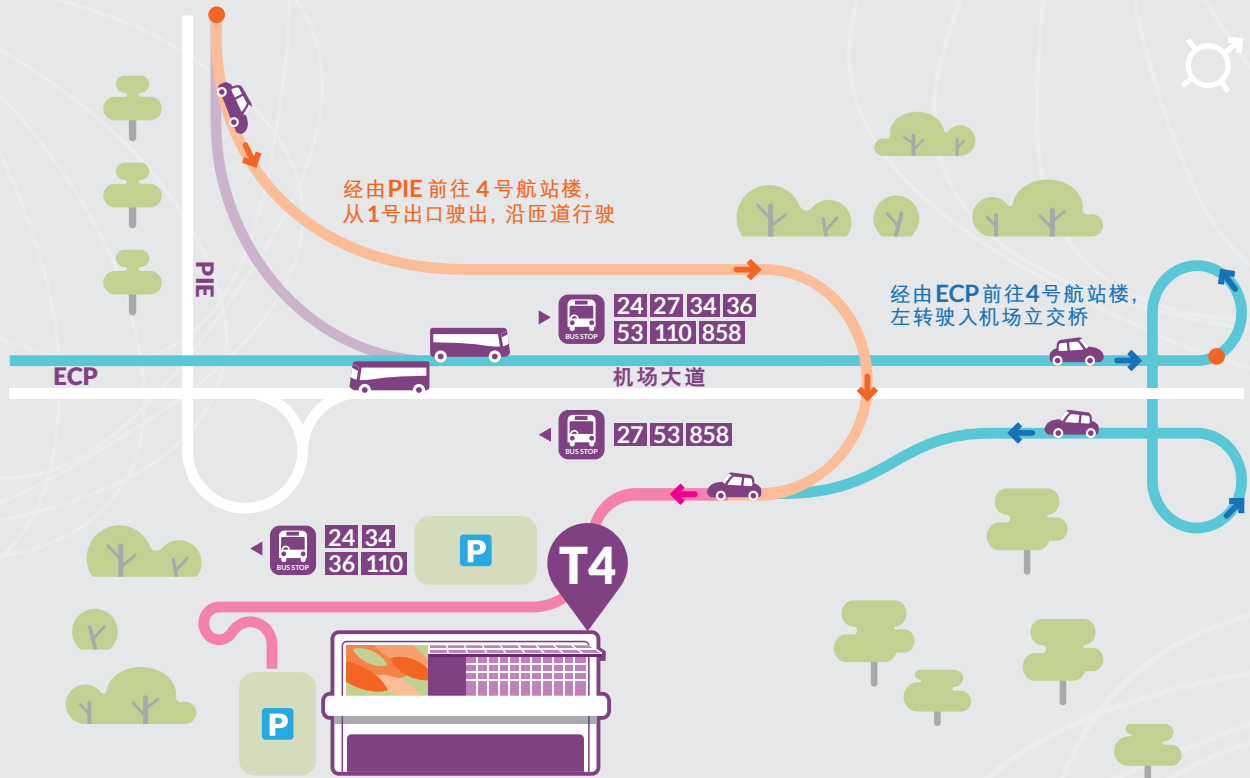 经由PIE 前往 4 号航站楼,
从1号出口驶出, 沿匝道行驶
PIE
BUS STOP
24 27 34 36
53 110 858
经由ECP前往4号航站楼,
左转驶入机场立交桥
ECP
机场大道
BUS STOP
27 53 858
BUS STOP
24 34
36 110
P
T4
P